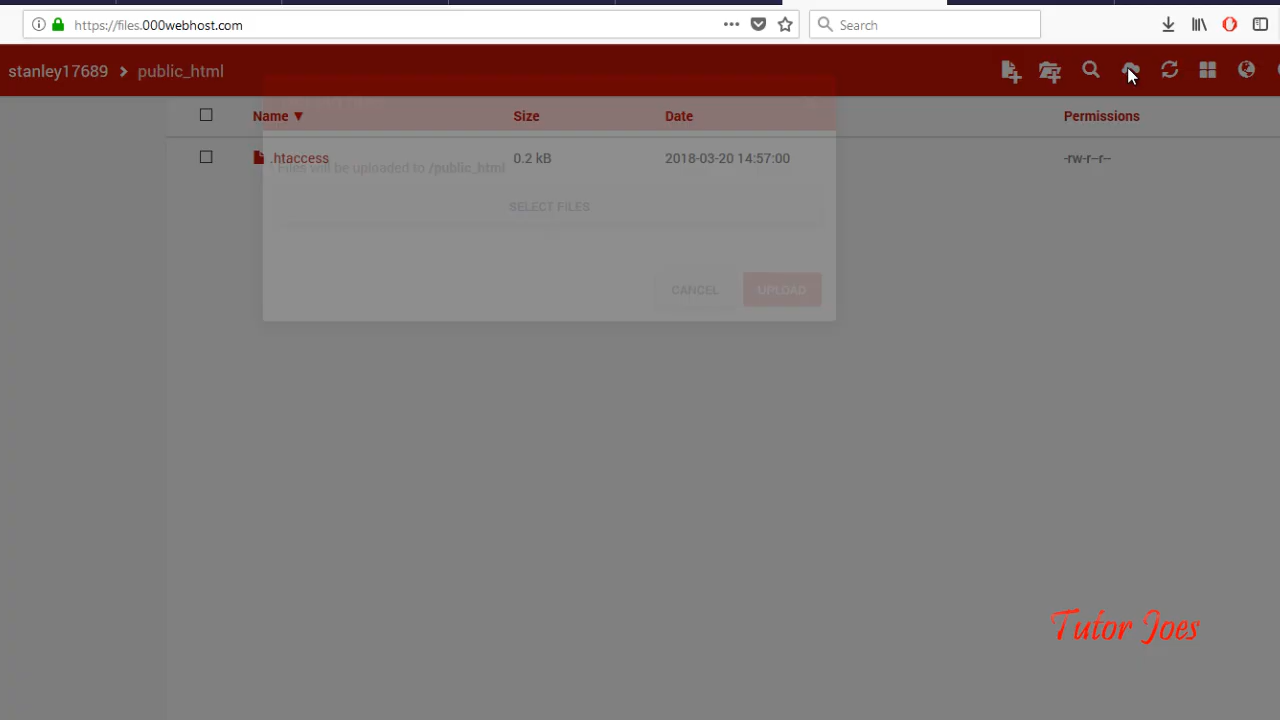 https://files.000webhost.com
Search
stanley17689 public_html
Name Size Date Permissions
.htaccess 0.2 kB 2018-03-20 14:57:00 -rw-r--r--
Files will be uploaded to /public_html
SELECT FILES
CANCEL UPLOAD
Tutor Joes